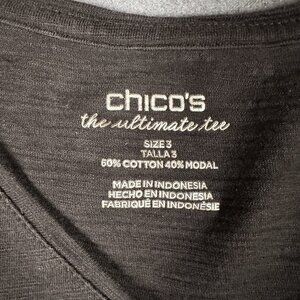 chico's
the ultimate tee
SIZE 3
TALLA 3
60% COTTON 40% MODAL
MADE IN INDONESIA
HECHO EN INDONESIA
FABRIQUÉ EN INDONÉSIE